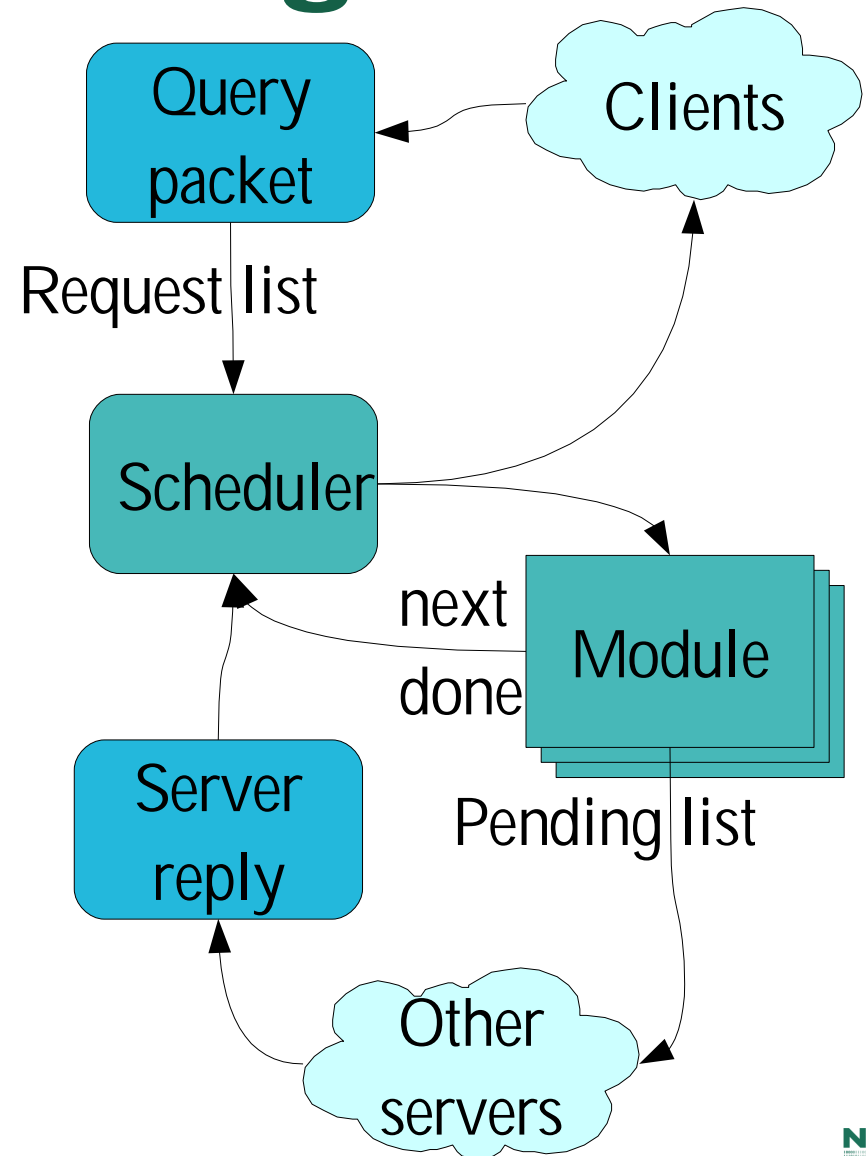 Query
packet
Clients
Request list
Scheduler
next
done
Module
Server
reply
Pending list
Other
servers